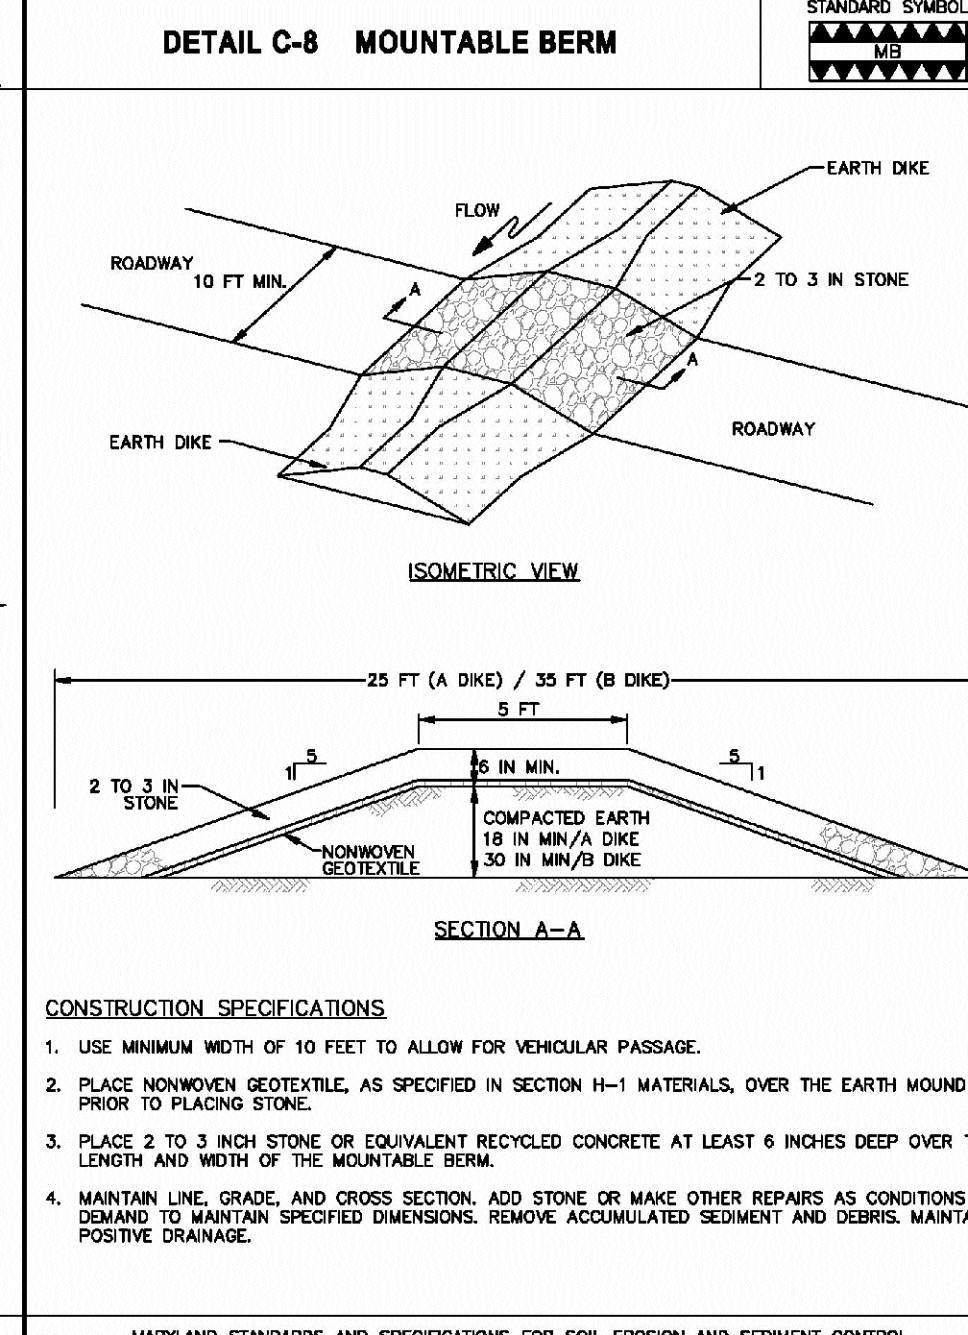 DETAIL C-8 MOUNTABLE BERM
STANDARD SYMBOL
MB
EARTH DIKE
FLOW
ROADWAY
10 FT MIN.
A
2 TO 3 IN STONE
A
EARTH DIKE
ROADWAY
ISOMETRIC VIEW
25 FT (A DIKE) / 35 FT (B DIKE)
5 FT
5
1
5
1
6 IN MIN.
2 TO 3 IN
STONE
COMPACTED EARTH
18 IN MIN/A DIKE
30 IN MIN/B DIKE
NONWOVEN
GEOTEXTILE
SECTION A-A
CONSTRUCTION SPECIFICATIONS
1. USE MINIMUM WIDTH OF 10 FEET TO ALLOW FOR VEHICULAR PASSAGE.
2. PLACE NONWOVEN GEOTEXTILE, AS SPECIFIED IN SECTION H-1 MATERIALS, OVER THE EARTH MOUND
PRIOR TO PLACING STONE.
3. PLACE 2 TO 3 INCH STONE OR EQUIVALENT RECYCLED CONCRETE AT LEAST 6 INCHES DEEP OVER
LENGTH AND WIDTH OF THE MOUNTABLE BERM.
4. MAINTAIN LINE, GRADE, AND CROSS SECTION. ADD STONE OR MAKE OTHER REPAIRS AS CONDITIONS
DEMAND TO MAINTAIN SPECIFIED DIMENSIONS. REMOVE ACCUMULATED SEDIMENT AND DEBRIS.
POSITIVE DRAINAGE.
MARYLAND STANDARDS AND SPECIFICATIONS FOR SOIL EROSION AND SEDIMENT CONTROL